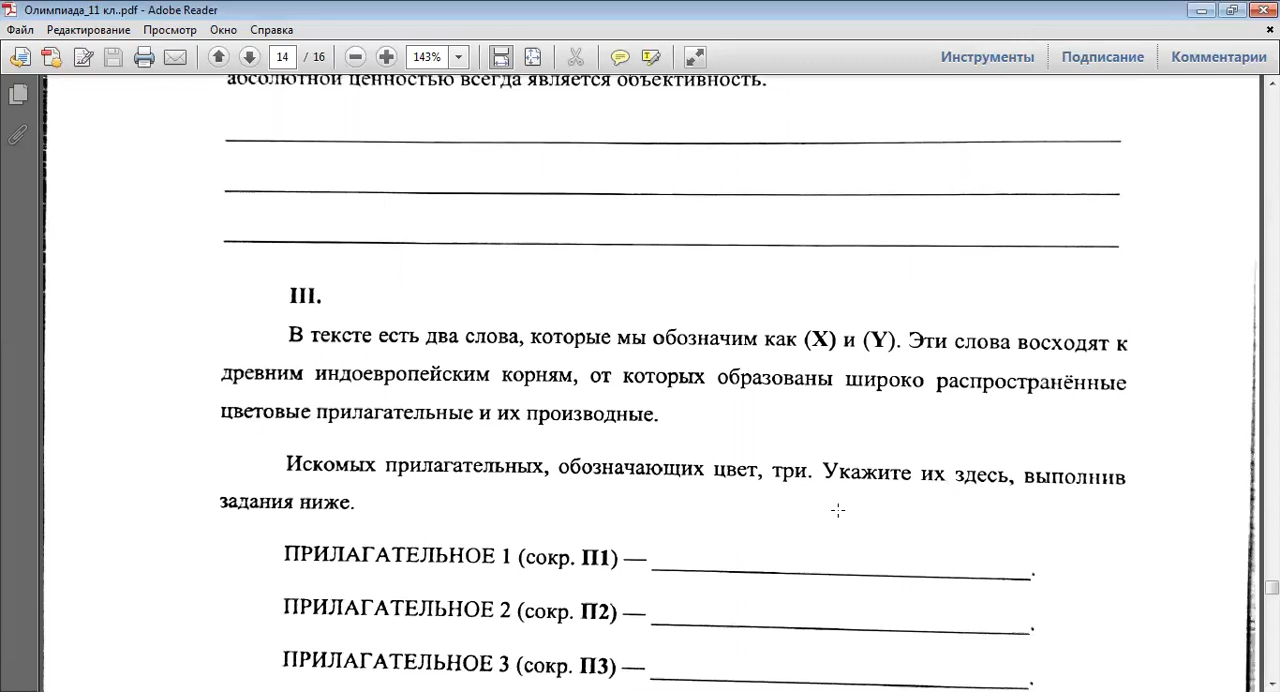 Олимпиада_11 кл..pdf - Adobe Reader
Файл Редактирование Просмотр Окно Справка
14 / 16 143% Инструменты Подписание Комментарии
абсолютной ценностью всегда является объективность.
III.
В тексте есть два слова, которые мы обозначим как (X) и (Y). Эти слова восходят к
древним индоевропейским корням, от которых образованы широко распространённые
цветовые прилагательные и их производные.
Искомых прилагательных, обозначающих цвет, три. Укажите их здесь, выполнив
задания ниже.
ПРИЛАГАТЕЛЬНОЕ 1 (сокр. П1) — ___.
ПРИЛАГАТЕЛЬНОЕ 2 (сокр. П2) — ___.
ПРИЛАГАТЕЛЬНОЕ 3 (сокр. П3) — ___.